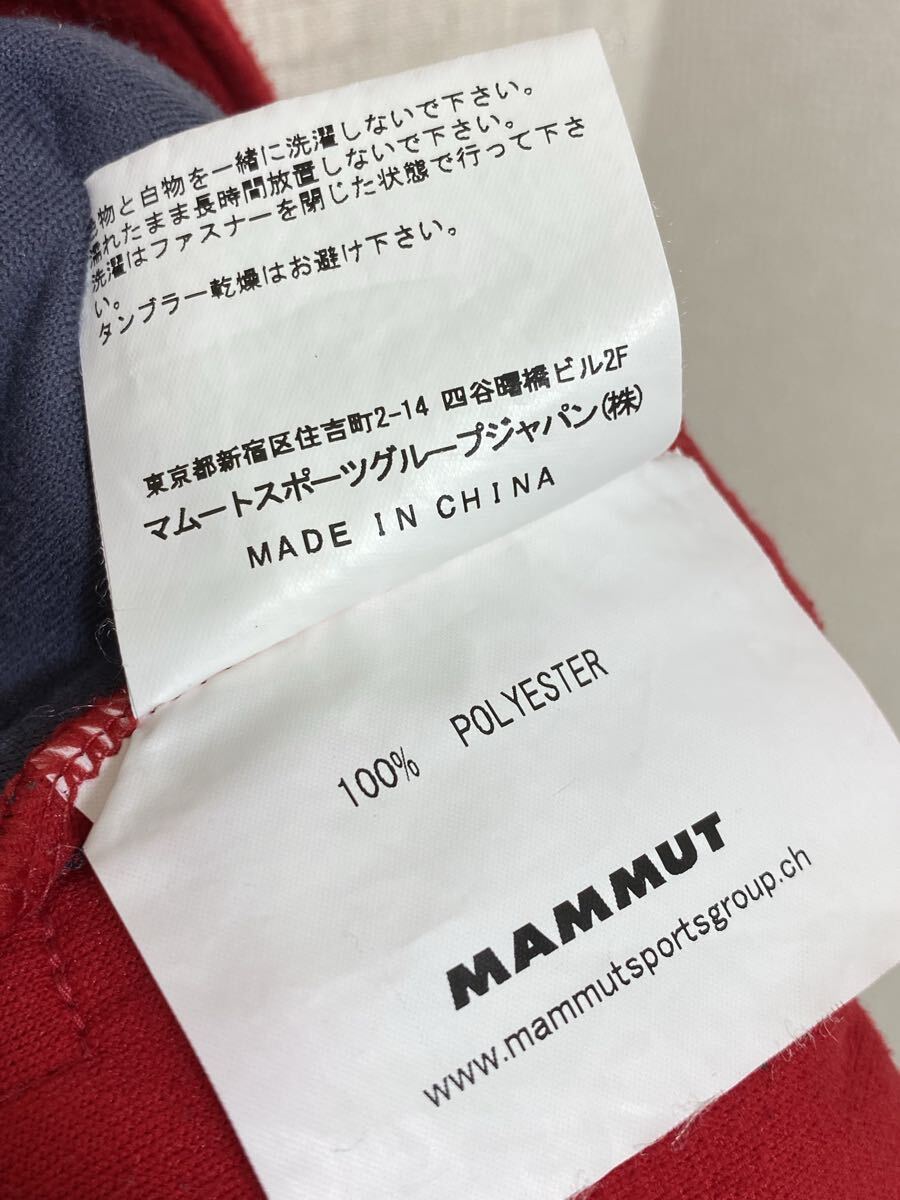 色物と白物を一緒に洗濯しないで下さい。
濡れたまま長時間放置しないで下さい。
洗濯はファスナーを閉じた状態で行って下さ
い。
タンブラー乾燥はお避け下さい。
東京都新宿区住吉町2-14 四谷曙橋ビル2F
マムートスポーツグループジャパン(株)
MADE IN CHINA
100% POLYESTER
MAMMUT
www.mammutsportsgroup.ch